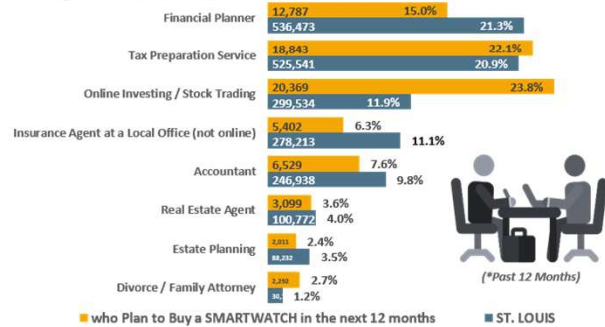 Financial Planner 12,787 15.0%
536,473 21.3%
Tax Preparation Service 18,843 22.1%
525,541 20.9%
Online Investing / Stock Trading 20,369 23.8%
299,534 11.9%
Insurance Agent at a Local Office (not online) 5,402 6.3%
278,213 11.1%
Accountant 6,529 7.6%
246,938 9.8%
Real Estate Agent 3,099 3.6%
100,772 4.0%
Estate Planning 2,011 2.4%
88,232 3.5%
Divorce / Family Attorney 2,292 2.7%
1.2%
(*Past 12 Months)
who Plan to Buy a SMARTWATCH in the next 12 months ST. LOUIS